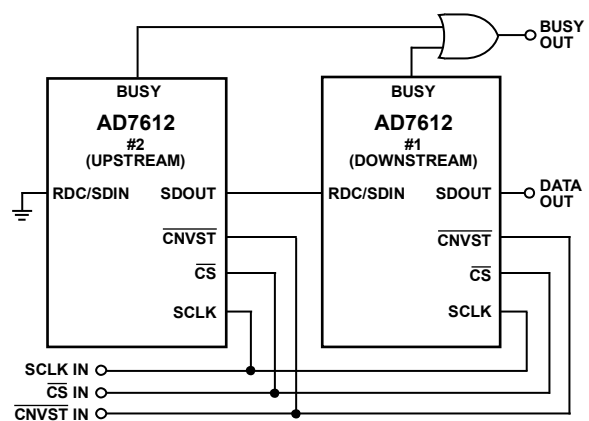 BUSY
OUT
BUSY
AD7612
#2
(UPSTREAM)
RDC/SDIN
SDOUT
CNVST
CS
SCLK
BUSY
AD7612
#1
(DOWNSTREAM)
RDC/SDIN
SDOUT
CNVST
CS
SCLK
DATA
OUT
SCLK IN
CS IN
CNVST IN